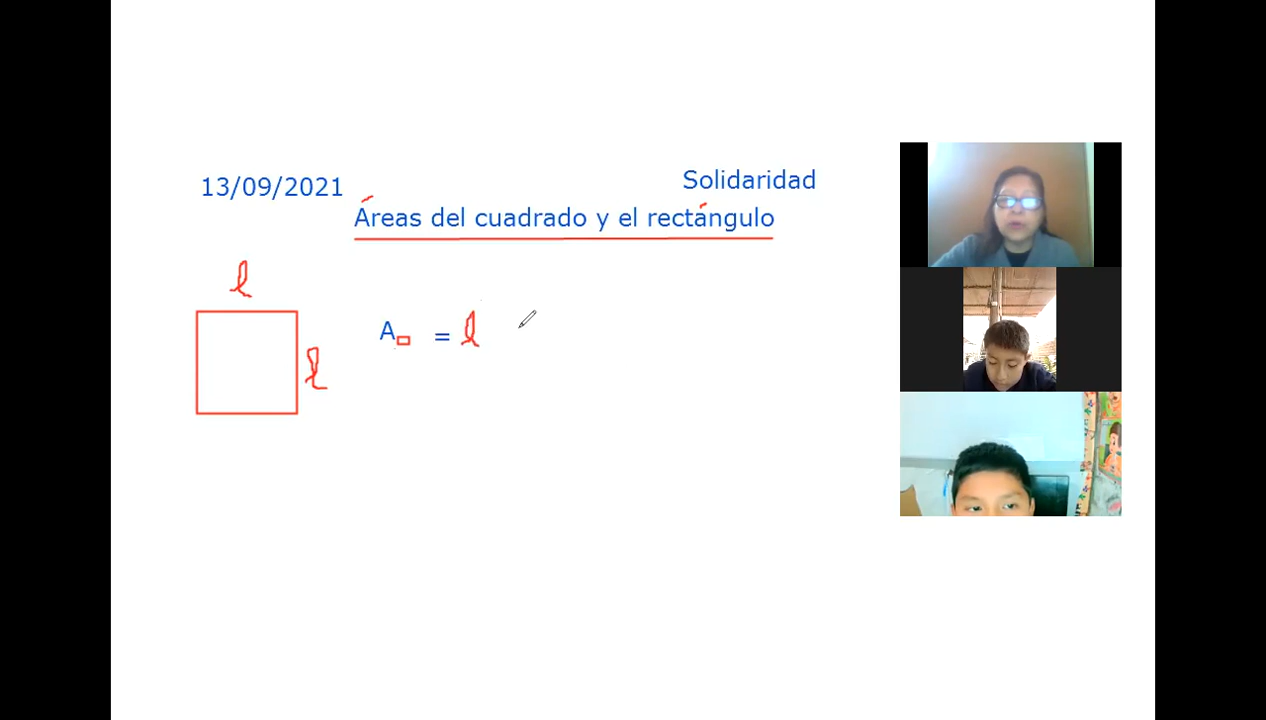 13/09/2021 Solidaridad
Áreas del cuadrado y el rectángulo
l
A = l
l